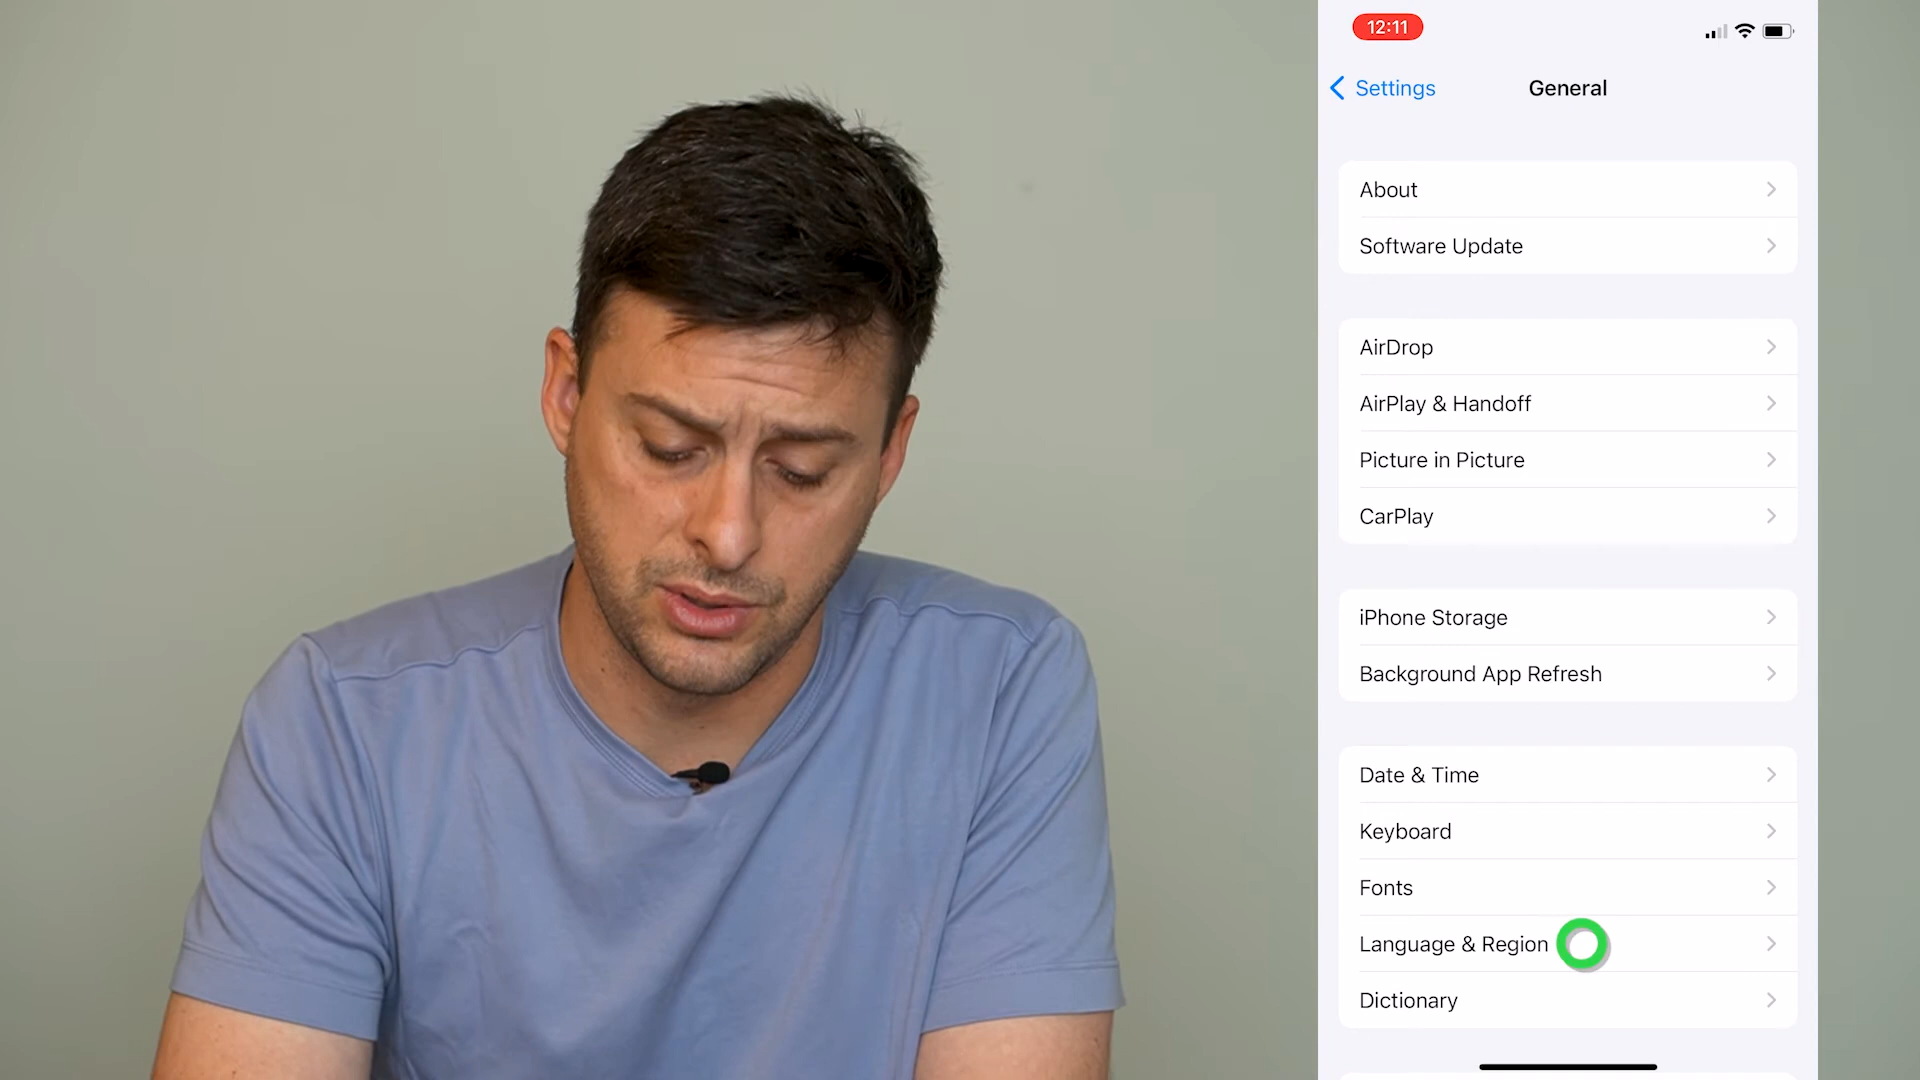 12:11
Settings
General
About
Software Update
AirDrop
AirPlay & Handoff
Picture in Picture
CarPlay
iPhone Storage
Background App Refresh
Date & Time
Keyboard
Fonts
Language & Region
Dictionary